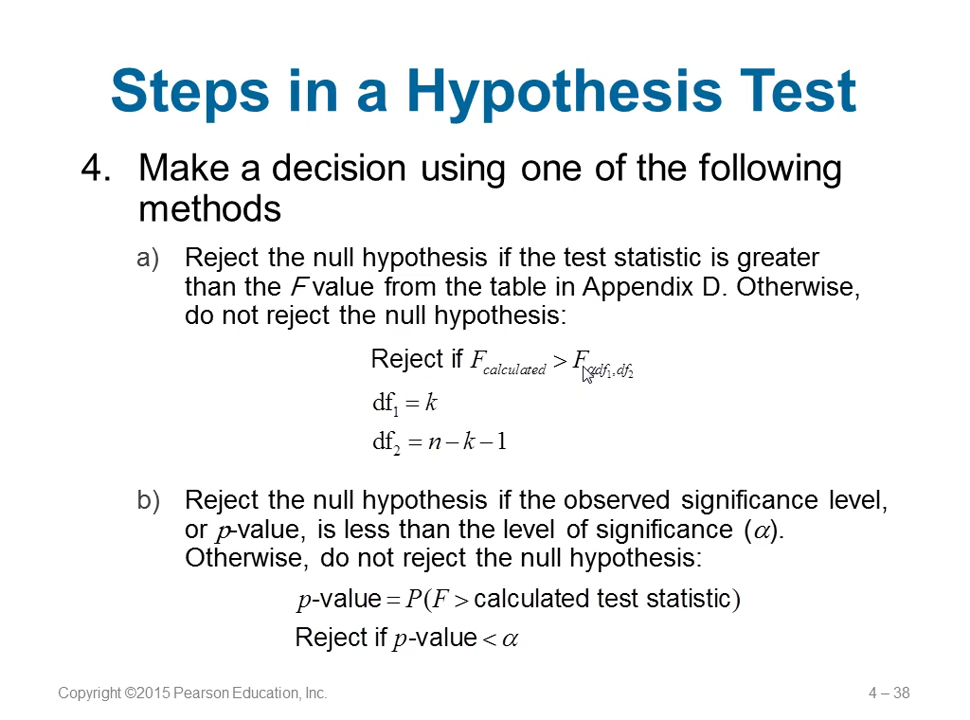 Steps in a Hypothesis Test
4. Make a decision using one of the following
methods
a) Reject the null hypothesis if the test statistic is greater
than the F value from the table in Appendix D. Otherwise,
do not reject the null hypothesis:
Reject if F_calculated > F_df₁,df₂
df₁ = k
df₂ = n – k – 1
b) Reject the null hypothesis if the observed significance level,
or p-value, is less than the level of significance (α).
Otherwise, do not reject the null hypothesis:
p-value = P(F > calculated test statistic)
Reject if p-value < α
Copyright ©2015 Pearson Education, Inc.
4 – 38